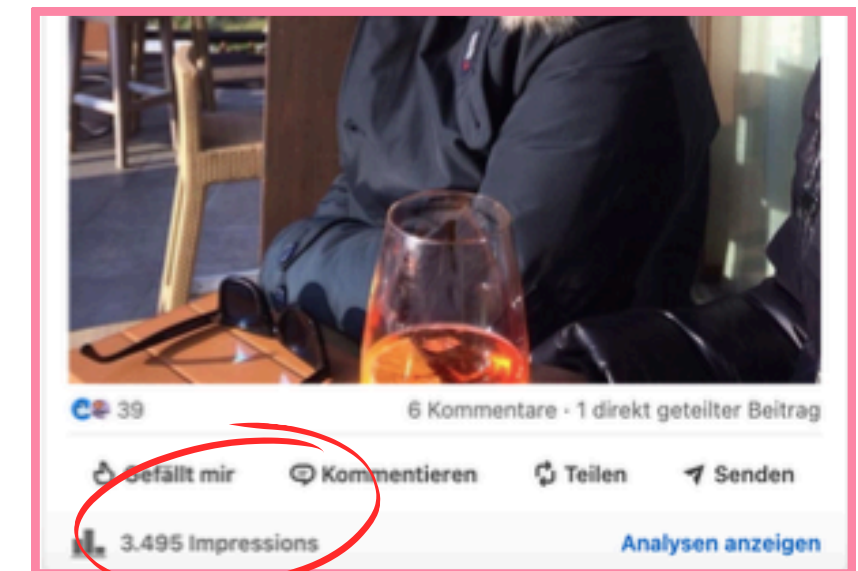 39 6 Kommentare · 1 direkt geteilter Beitrag
Gefällt mir Kommentieren Teilen Senden
3.495 Impressions Analysen anzeigen